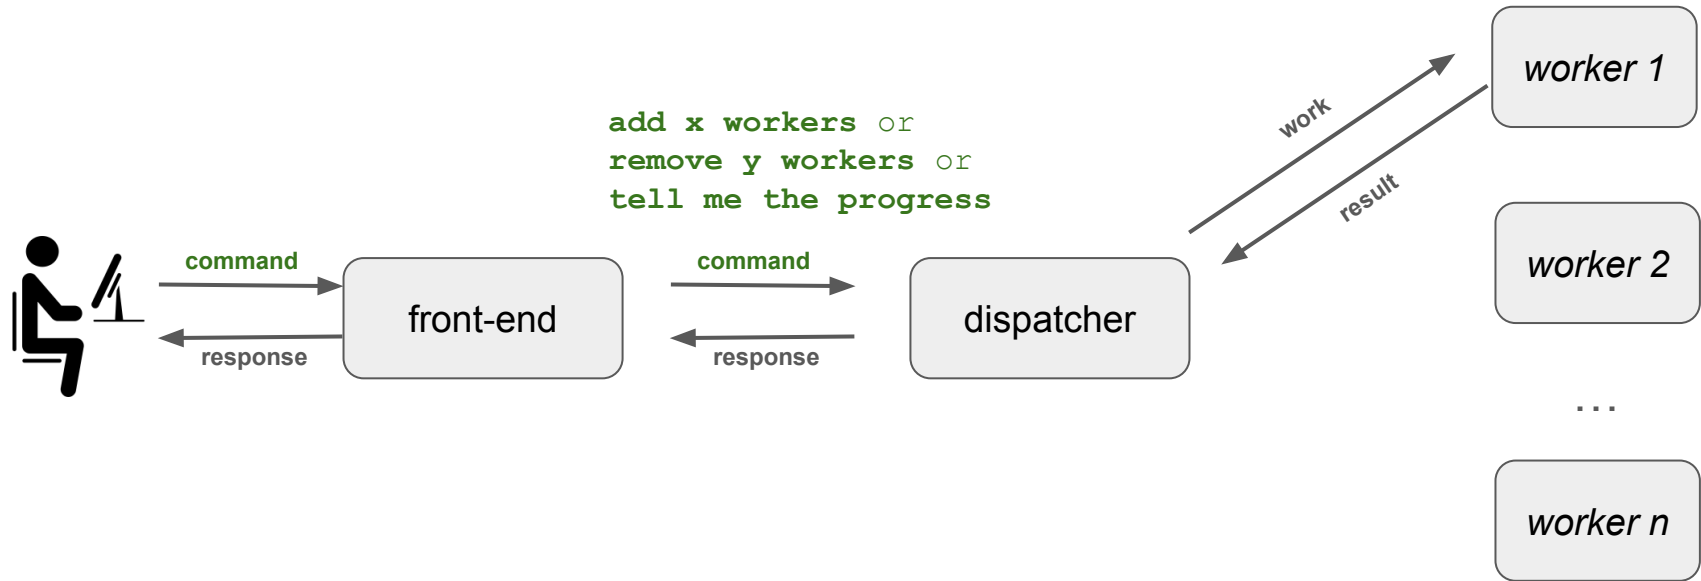 add x workers or
remove y workers or
tell me the progress
command
response
front-end
command
response
dispatcher
work
result
worker 1
worker 2
...
worker n